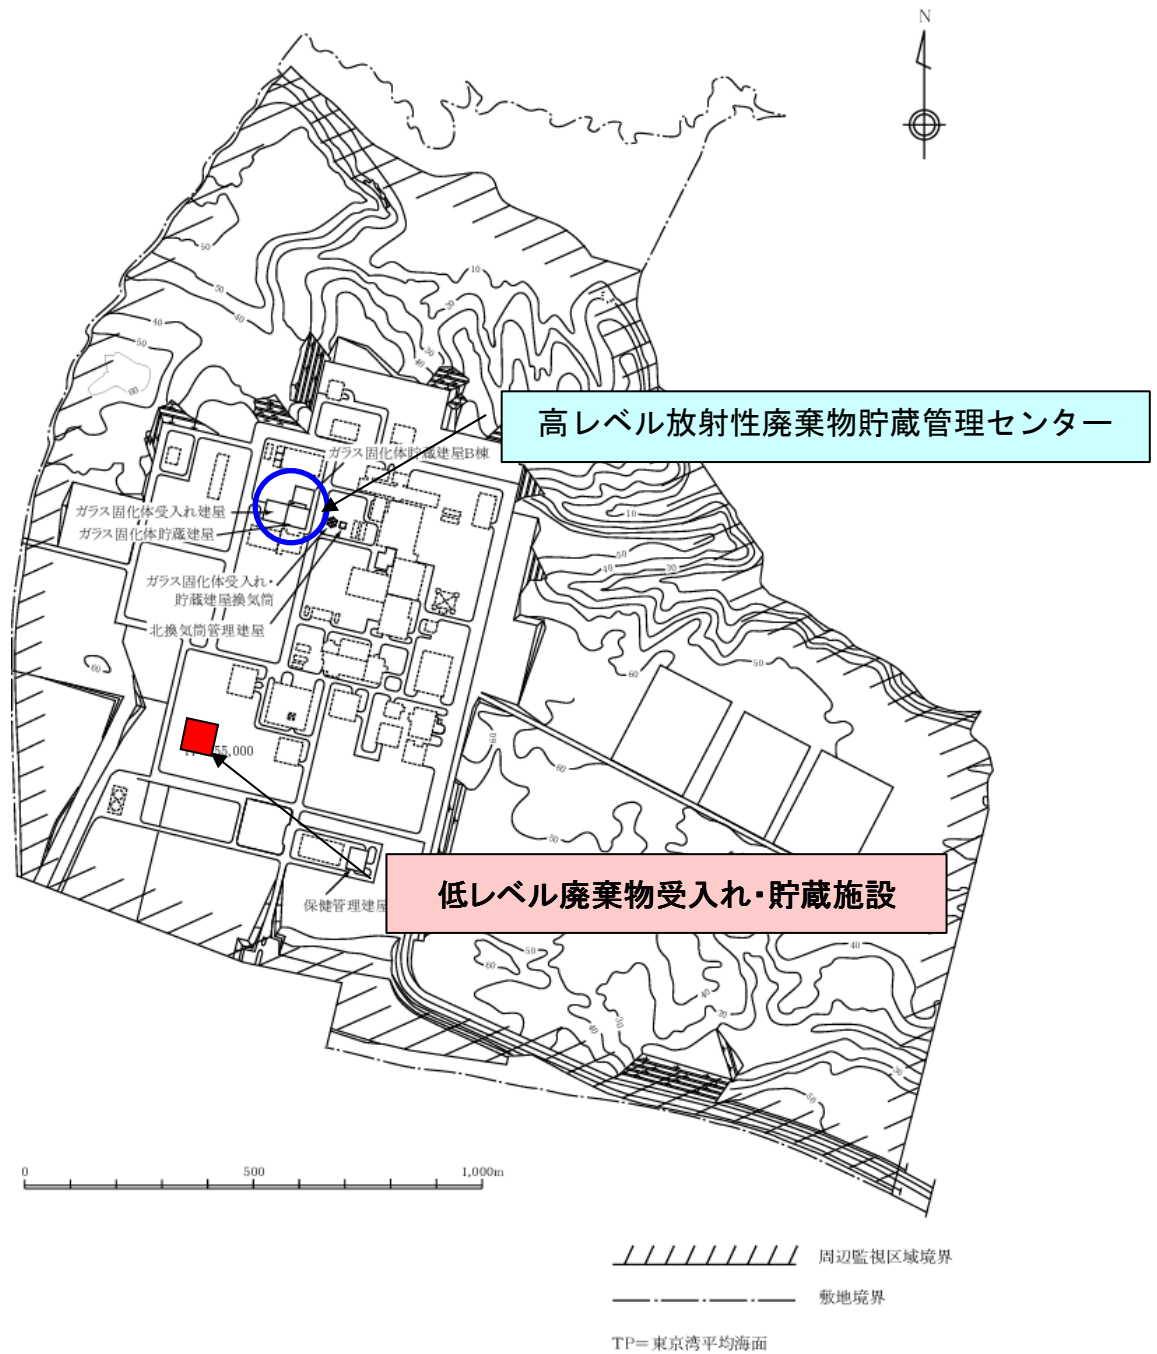 N
10
20
30
40
50
50
40
40
50
60
高レベル放射性廃棄物貯蔵管理センター
ガラス固化体貯蔵建屋B棟
ガラス固化体受入れ建屋
ガラス固化体貯蔵建屋
10
50
40
30
ガラス固化体受入れ・
貯蔵建屋換気筒
北換気筒管理建屋
60
50
60
60
55,000
60
50
低レベル廃棄物受入れ・貯蔵施設
保健管理建屋
50
60
40
40
30
40
30
30
50
0
500
1,000m
周辺監視区域境界
敷地境界
TP=東京湾平均海面